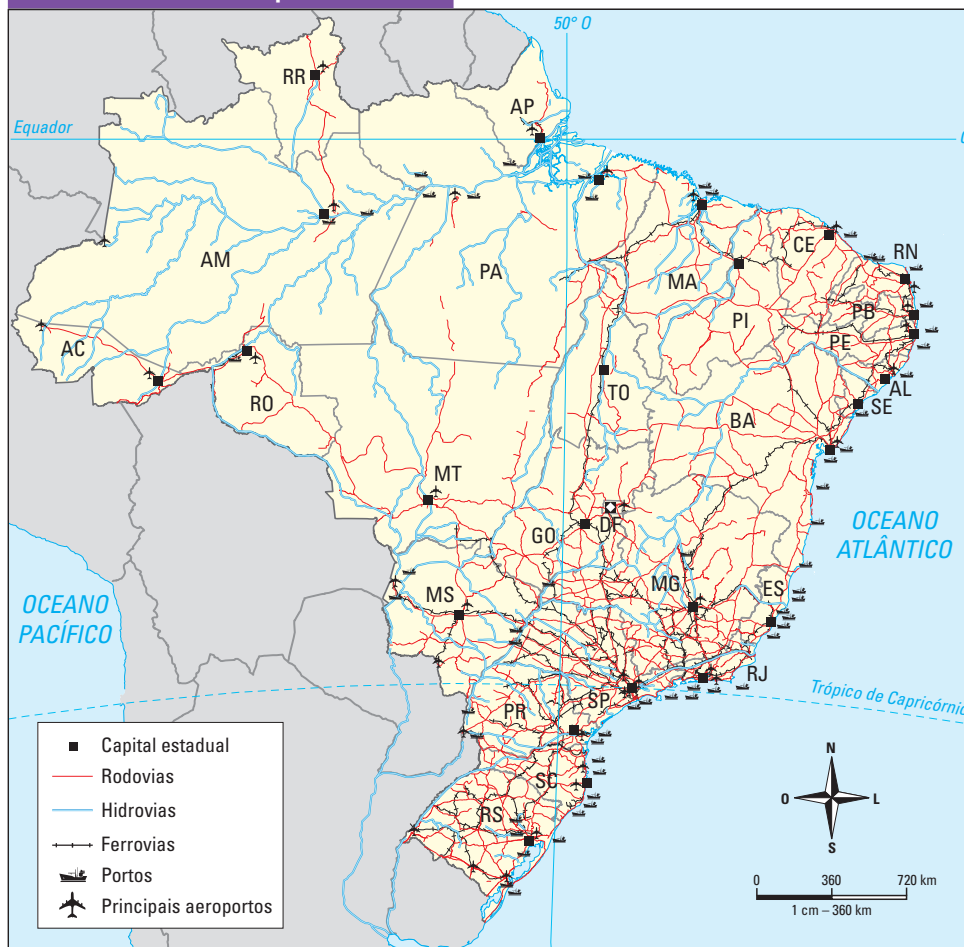 50° O
Equador
RR
AP
AM
PA
MA
CE
RN
PB
PI
PE
AL
SE
AC
RO
TO
BA
MT
GO
DF
MG
ES
MS
SP
RJ
PR
SC
RS
OCEANO
ATLÂNTICO
OCEANO
PACÍFICO
Trópico de Capricórnio
Capital estadual
Rodovias
Hidrovias
Ferrovias
Portos
Principais aeroportos
N
O
L
S
0 360 720 km
1 cm – 360 km